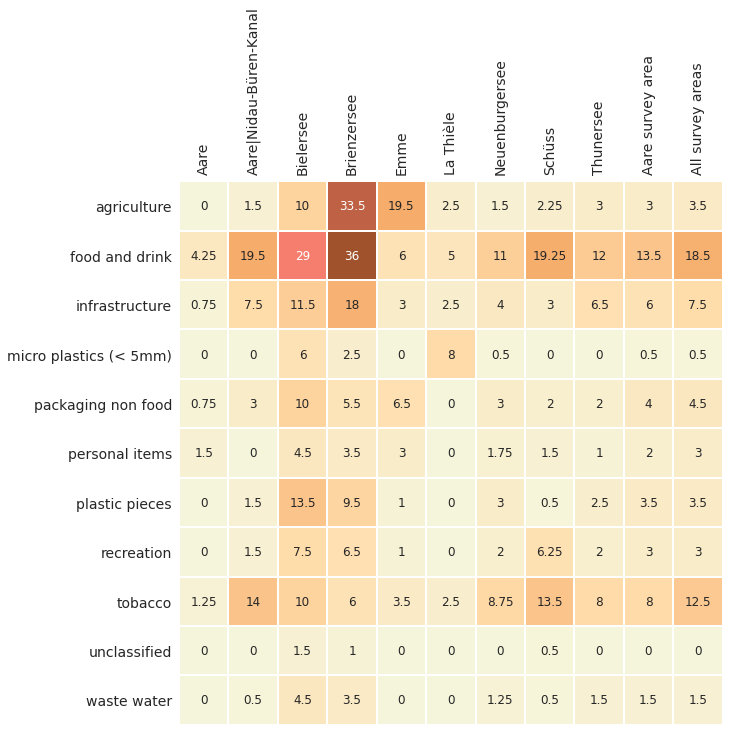 Aare
Aare|Nidau-Büren-Kanal
Bielersee
Brienzersee
Emme
La Thièle
Neuenburgersee
Schüss
Thunersee
Aare survey area
All survey areas
agriculture 0 1.5 10 33.5 19.5 2.5 1.5 2.25 3 3 3.5
food and drink 4.25 19.5 29 36 6 5 11 19.25 12 13.5 18.5
infrastructure 0.75 7.5 11.5 18 3 2.5 4 3 6.5 6 7.5
micro plastics (< 5mm) 0 0 6 2.5 0 8 0.5 0 0 0.5 0.5
packaging non food 0.75 3 10 5.5 6.5 0 3 2 2 4 4.5
personal items 1.5 0 4.5 3.5 3 0 1.75 1.5 1 2 3
plastic pieces 0 1.5 13.5 9.5 1 0 3 0.5 2.5 3.5 3.5
recreation 0 1.5 7.5 6.5 1 0 2 6.25 2 3 3
tobacco 1.25 14 10 6 3.5 2.5 8.75 13.5 8 8 12.5
unclassified 0 0 1.5 1 0 0 0 0.5 0 0 0
waste water 0 0.5 4.5 3.5 0 0 1.25 0.5 1.5 1.5 1.5